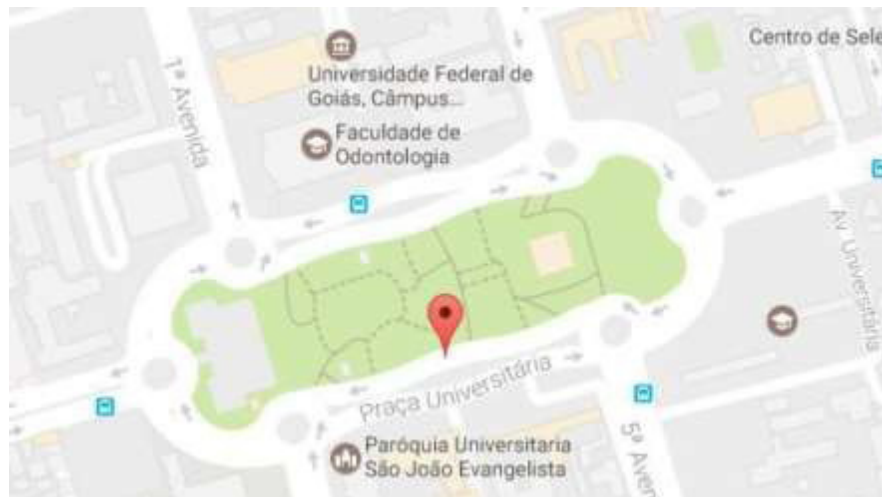 Centro de Sele
1ª Avenida
Universidade Federal de
Goiás, Câmpus...
Faculdade de
Odontologia
Av. Universitária
Praça Universitária
5ª Aven
Paróquia Universitaria
São João Evangelista